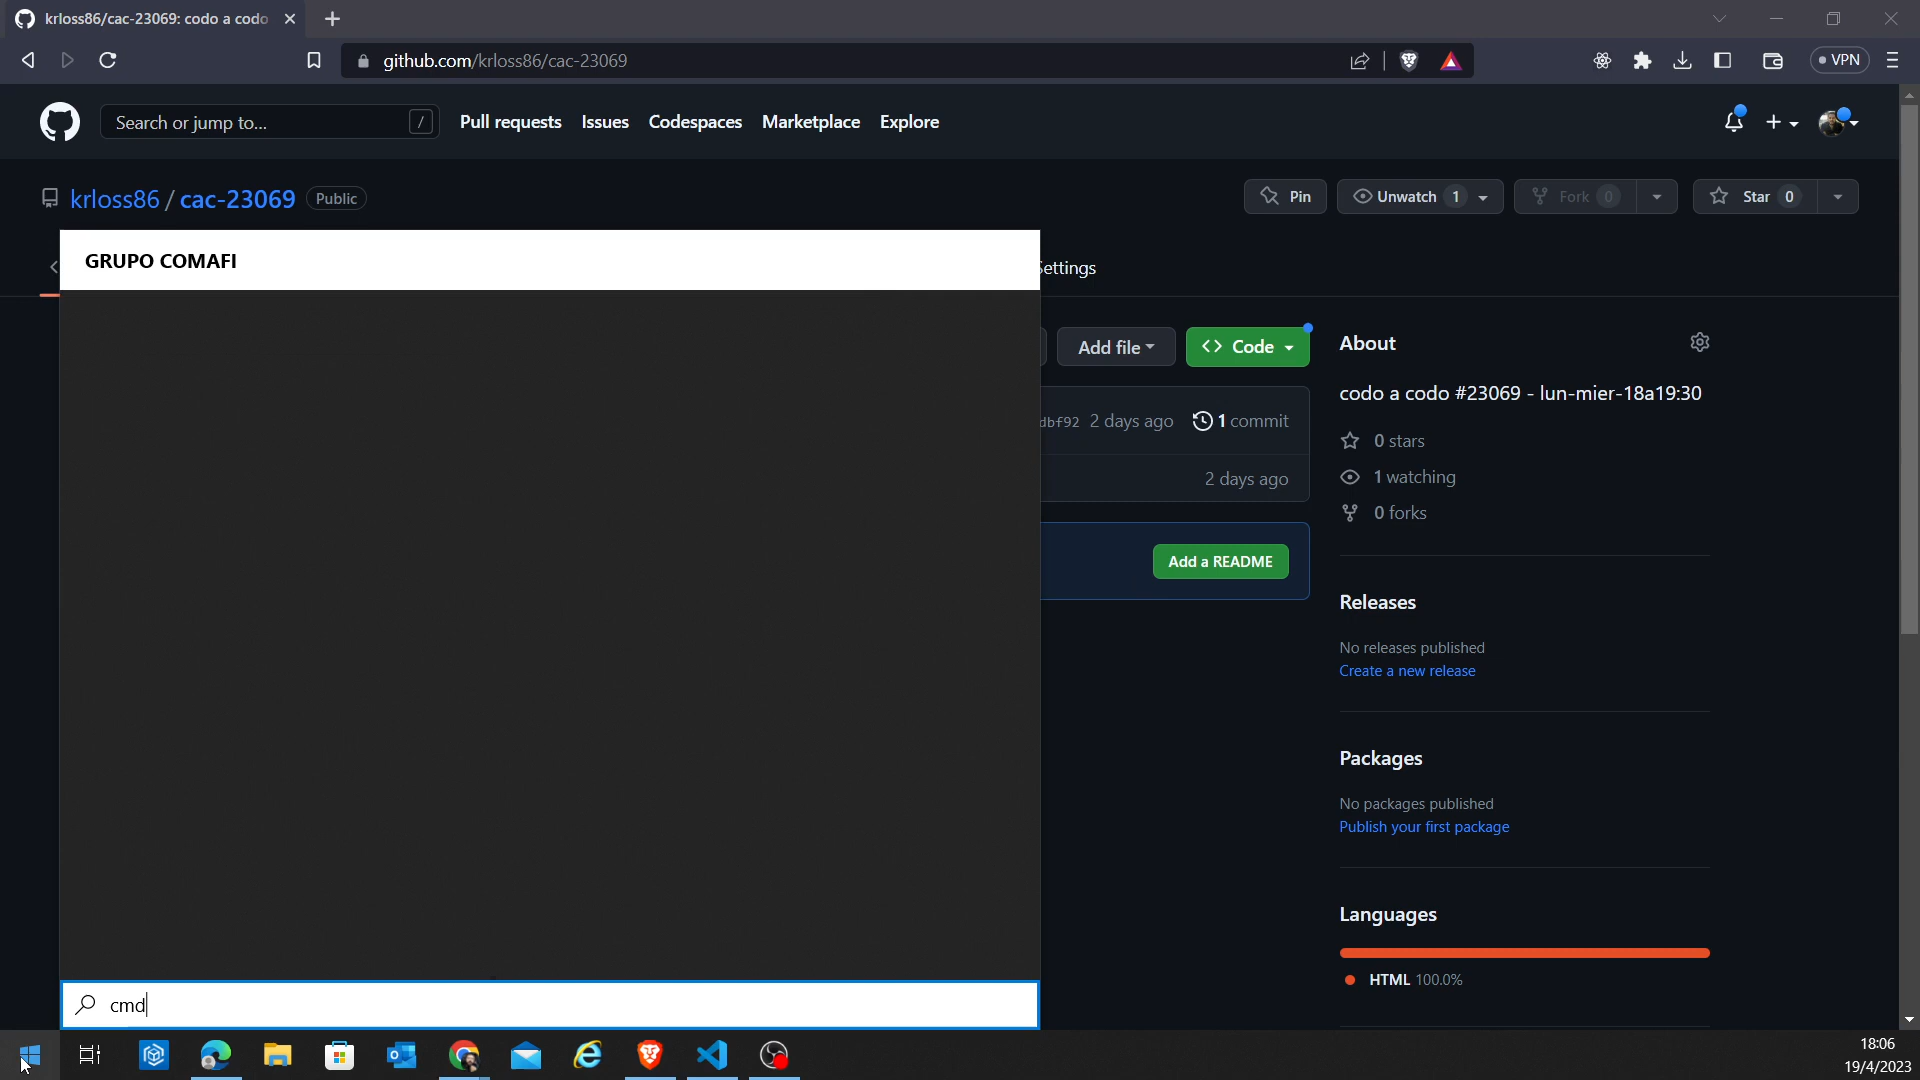 krloss86/cac-23069: codo a codo
github.com/krloss86/cac-23069
VPN
Search or jump to... /
Pull requests Issues Codespaces Marketplace Explore
krloss86 / cac-23069 Public
Pin
Unwatch 1
Fork 0
Star 0
GRUPO COMAFI
Settings
Add file
Code
dbf92 2 days ago 1 commit
2 days ago
Add a README
About
codo a codo #23069 - lun-mier-18a19:30
0 stars
1 watching
0 forks
Releases
No releases published
Create a new release
Packages
No packages published
Publish your first package
Languages
HTML 100.0%
cmd
18:06
19/4/2023